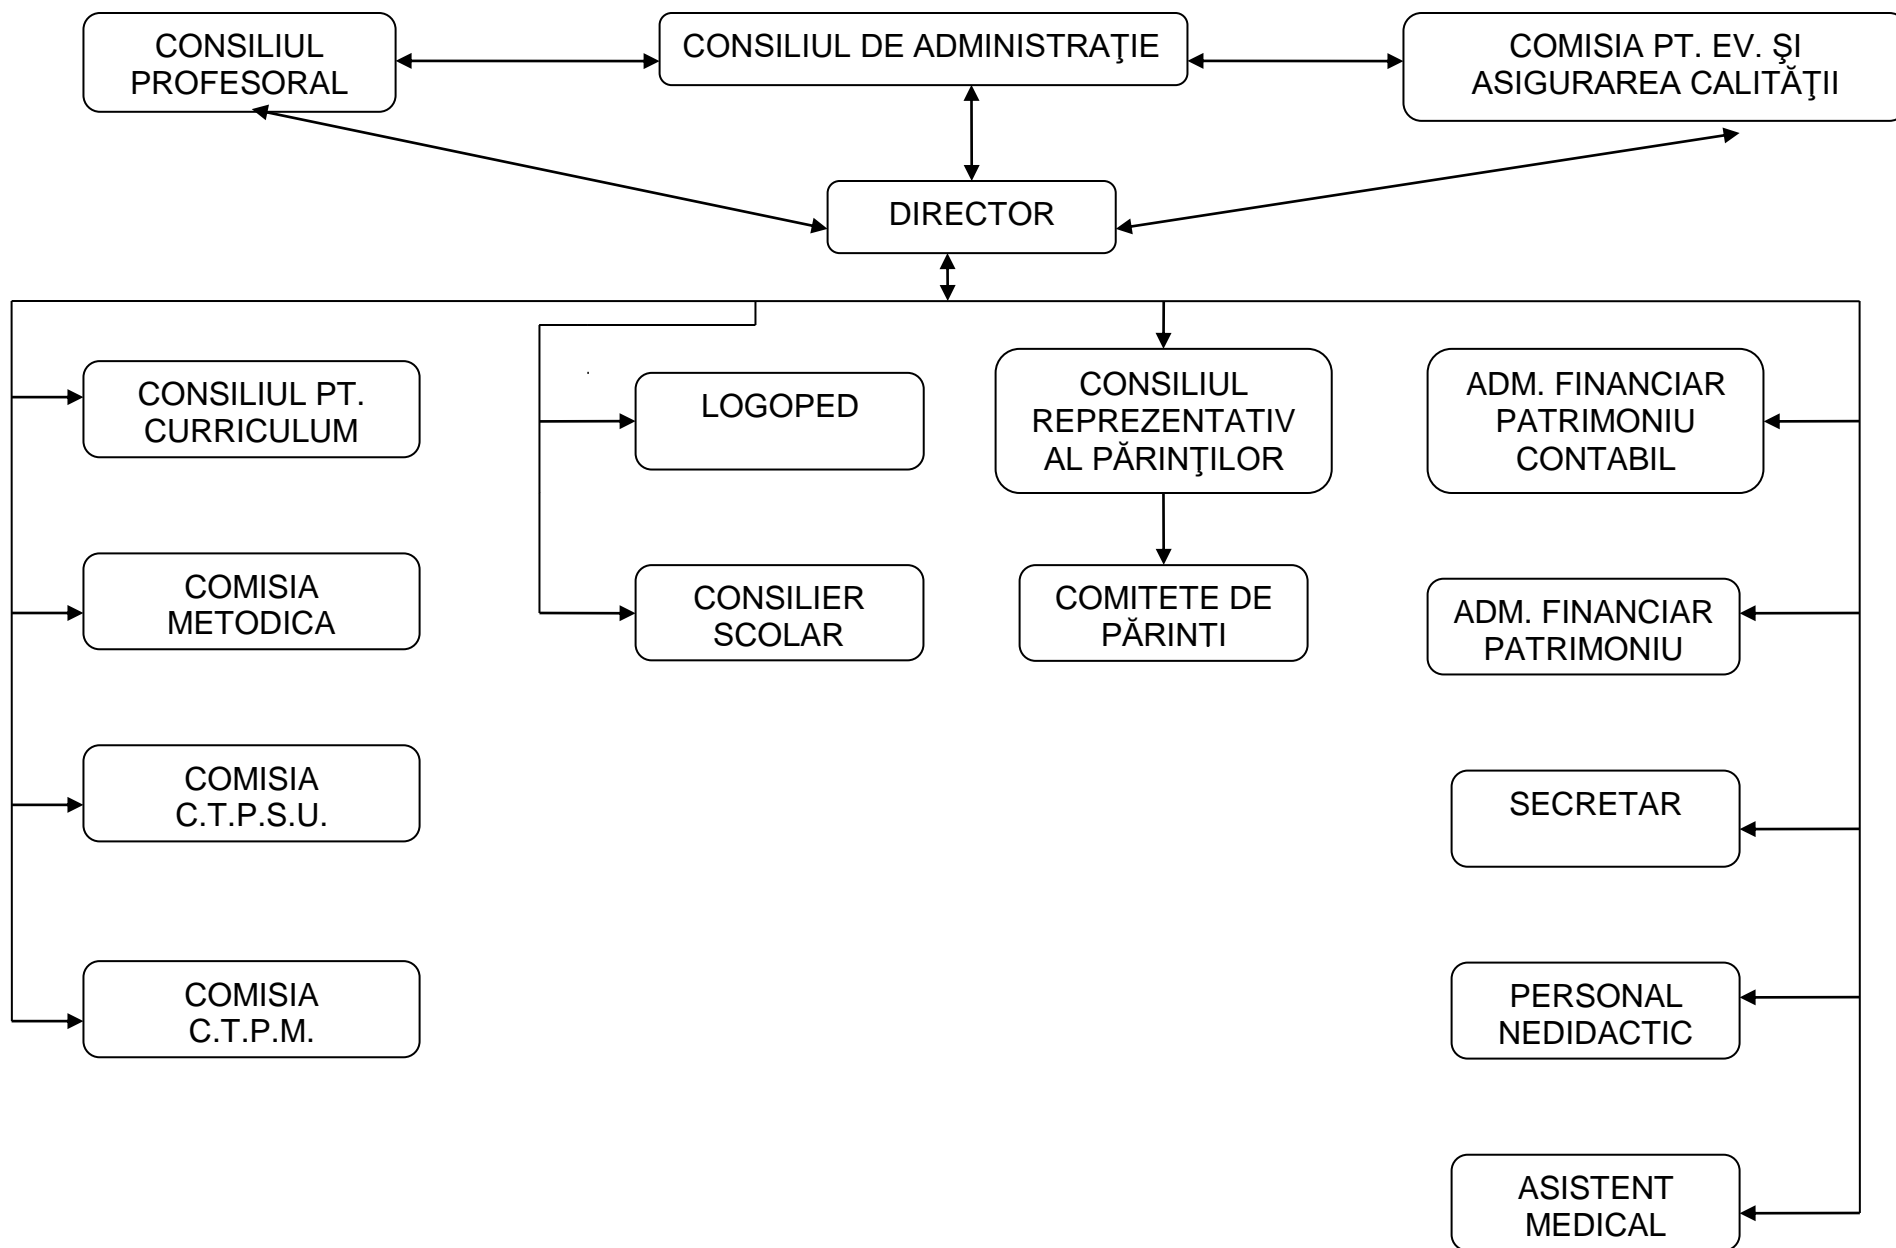 CONSILIUL
PROFESORAL
CONSILIUL DE ADMINISTRAŢIE
COMISIA PT. EV. ŞI
ASIGURAREA CALITĂŢII
DIRECTOR
CONSILIUL PT.
CURRICULUM
LOGOPED
CONSILIUL
REPREZENTATIV
AL PĂRINŢILOR
ADM. FINANCIAR
PATRIMONIU
CONTABIL
COMISIA
METODICA
CONSILIER
SCOLAR
COMITETE DE
PĂRINTI
ADM. FINANCIAR
PATRIMONIU
COMISIA
C.T.P.S.U.
SECRETAR
COMISIA
C.T.P.M.
PERSONAL
NEDIDACTIC
ASISTENT
MEDICAL